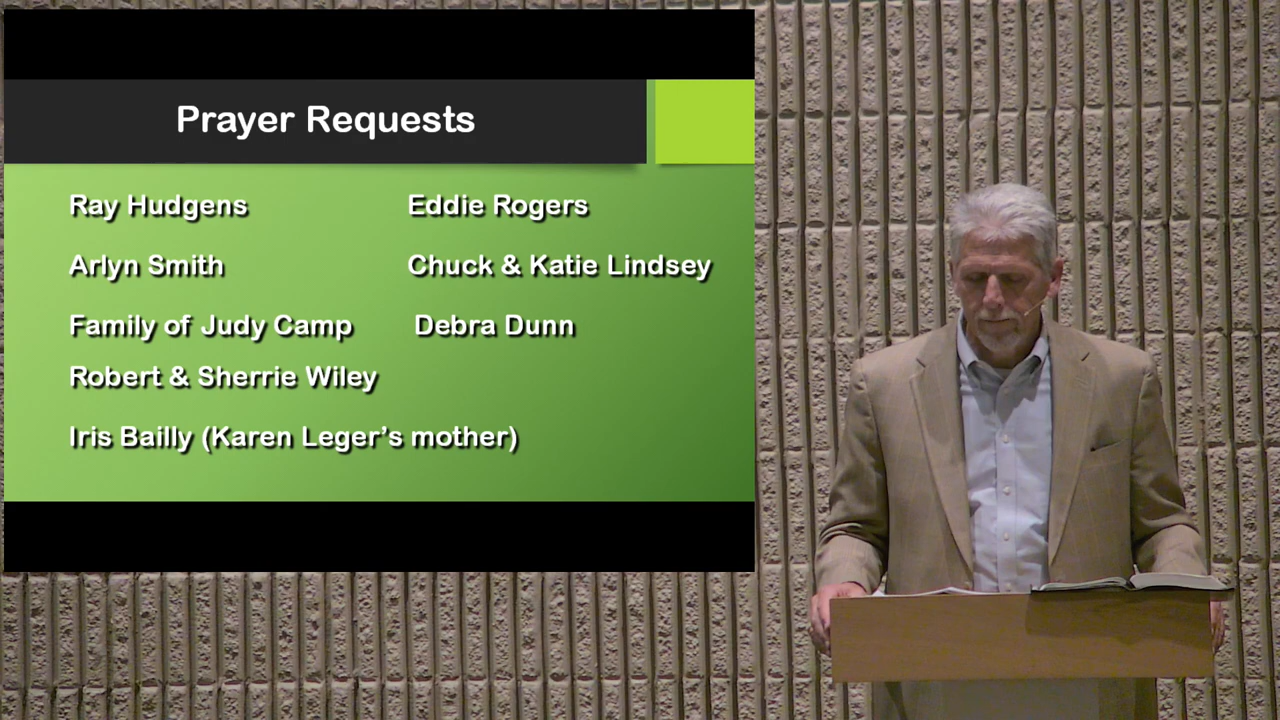 Prayer Requests
Ray Hudgens
Eddie Rogers
Arlyn Smith
Chuck & Katie Lindsey
Family of Judy Camp
Debra Dunn
Robert & Sherrie Wiley
Iris Bailly (Karen Leger’s mother)